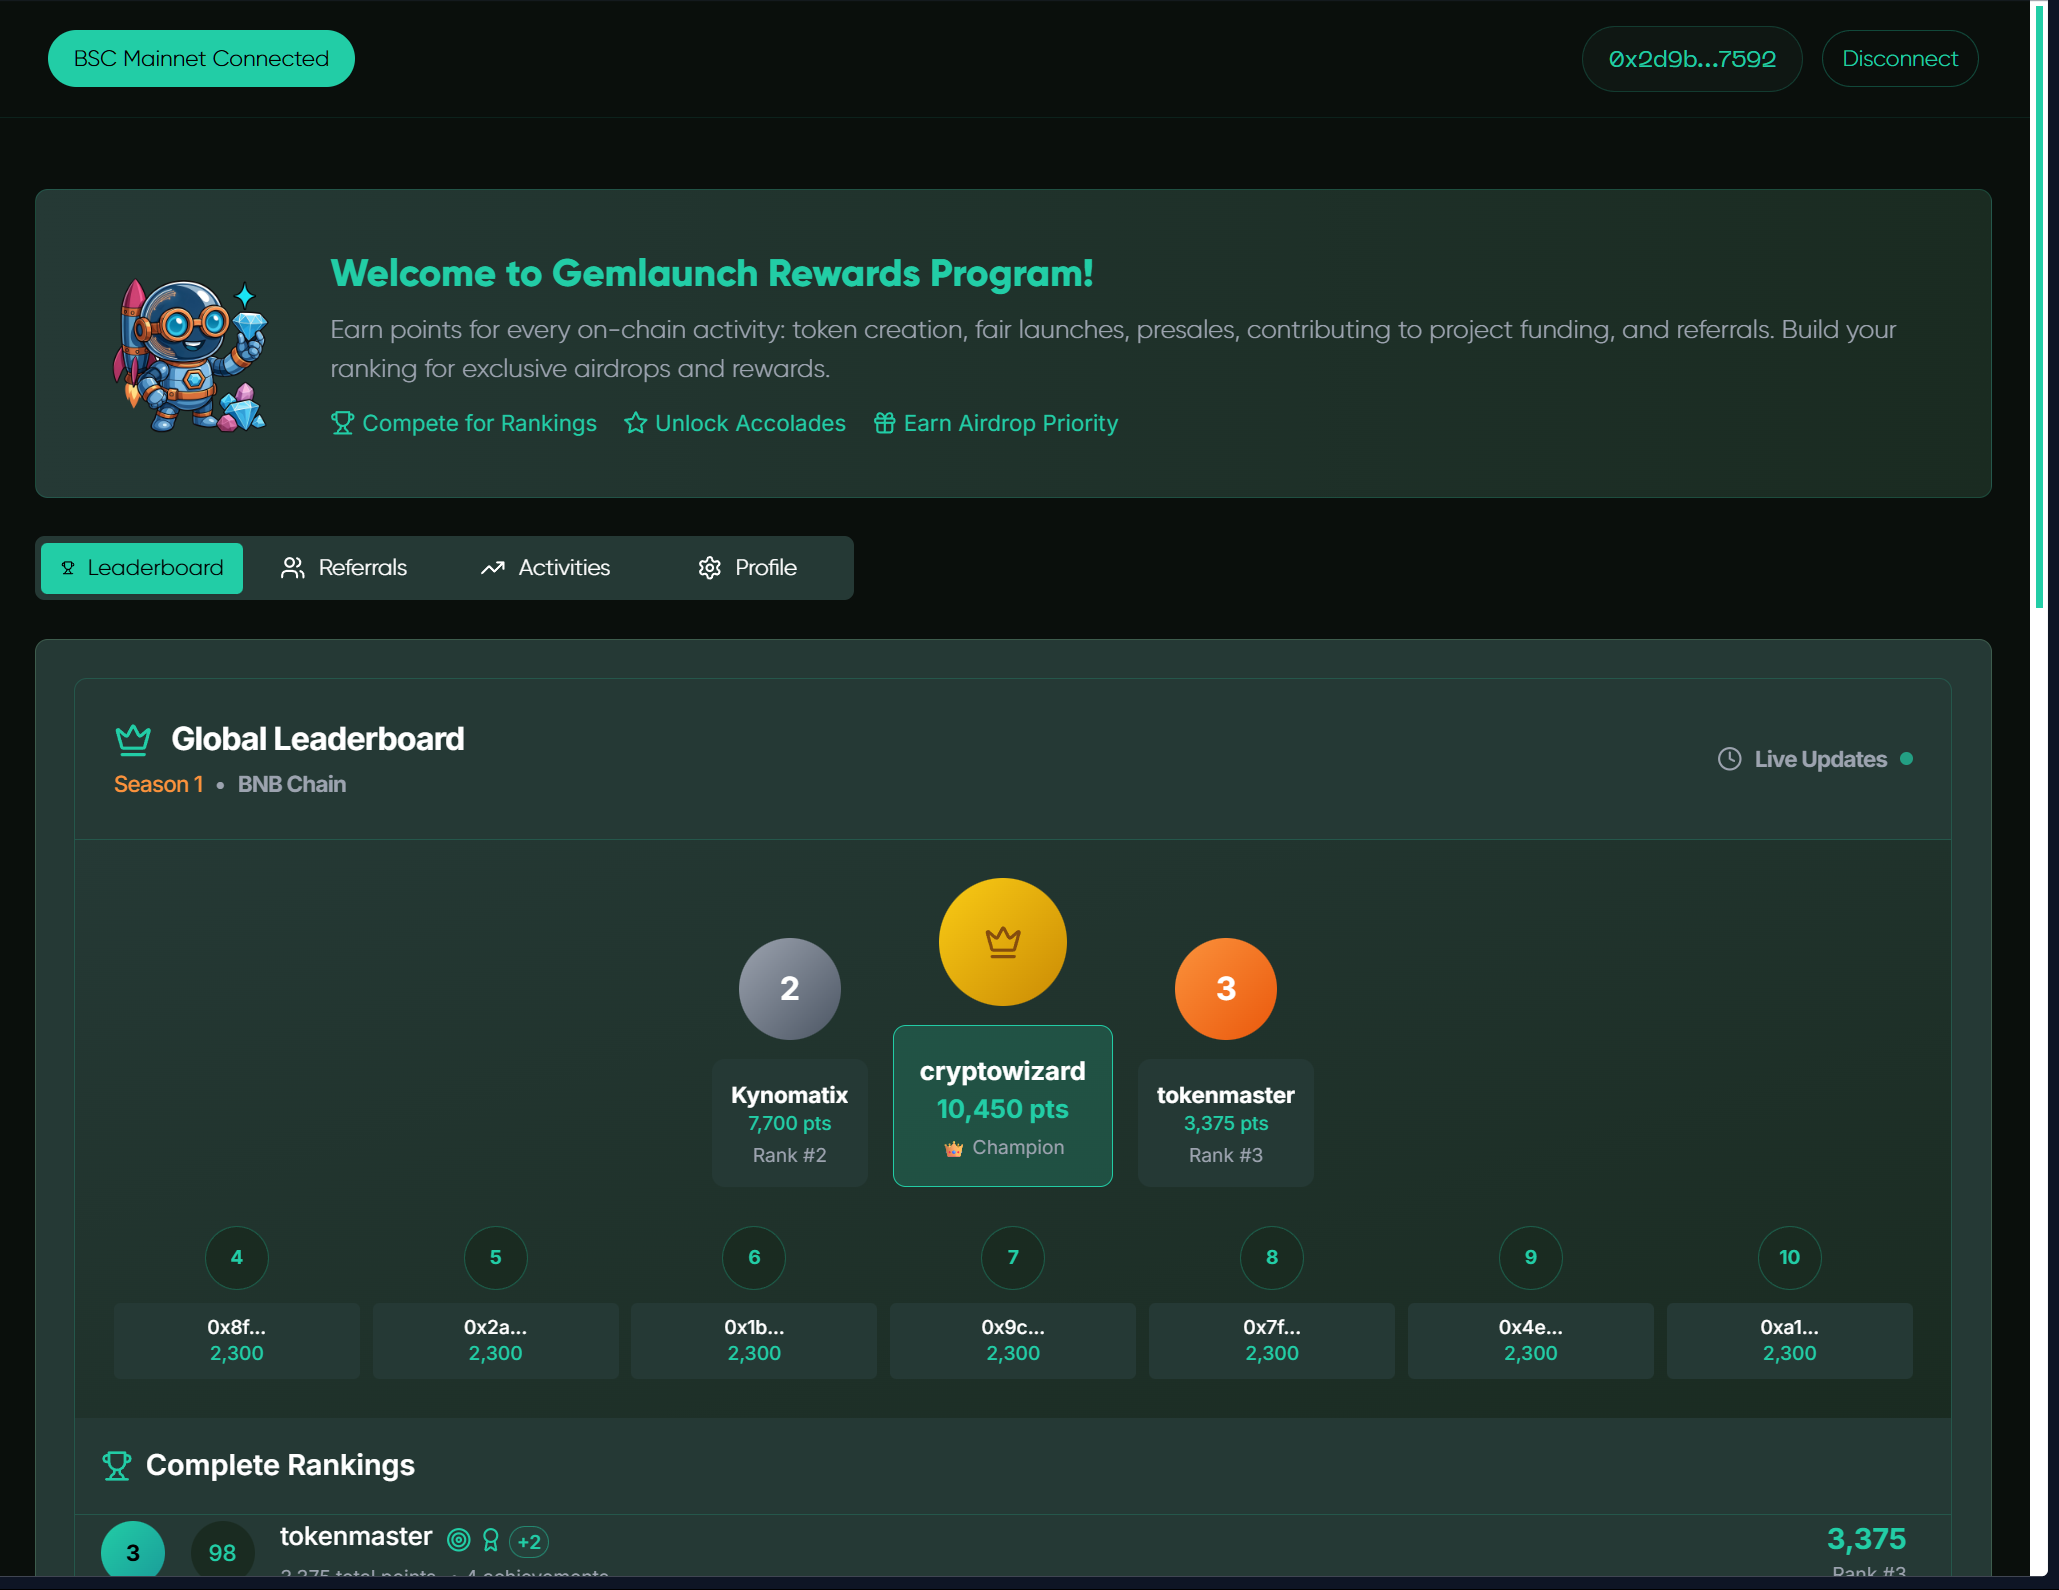 BSC Mainnet Connected
0x2d9b...7592
Disconnect
Welcome to Gemlaunch Rewards Program!
Earn points for every on-chain activity: token creation, fair launches, presales, contributing to project funding, and referrals. Build your
ranking for exclusive airdrops and rewards.
Compete for Rankings
Unlock Accolades
Earn Airdrop Priority
Leaderboard
Referrals
Activities
Profile
Global Leaderboard
Season 1 • BNB Chain
Live Updates
2
3
Kynomatix
7,700 pts
Rank #2
cryptowizard
10,450 pts
Champion
tokenmaster
3,375 pts
Rank #3
4
0x8f...
2,300
5
0x2a...
2,300
6
0x1b...
2,300
7
0x9c...
2,300
8
0x7f...
2,300
9
0x4e...
2,300
10
0xa1...
2,300
Complete Rankings
3
98
tokenmaster
+2
3,375 total points • 4 achievements
3,375
Rank #3